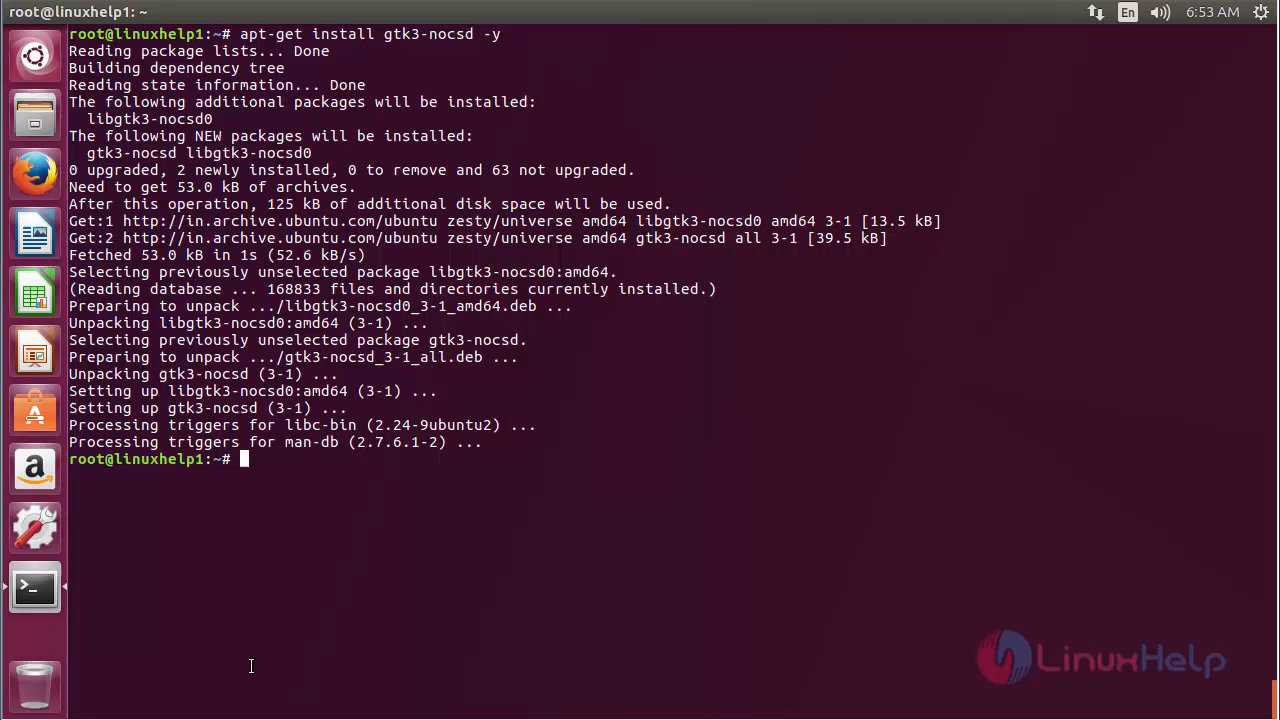 root@linuxhelp1: ~
En
6:53 AM
root@linuxhelp1:~# apt-get install gtk3-nocsd -y
Reading package lists... Done
Building dependency tree
Reading state information... Done
The following additional packages will be installed:
  libgtk3-nocsd0
The following NEW packages will be installed:
  gtk3-nocsd libgtk3-nocsd0
0 upgraded, 2 newly installed, 0 to remove and 63 not upgraded.
Need to get 53.0 kB of archives.
After this operation, 125 kB of additional disk space will be used.
Get:1 http://in.archive.ubuntu.com/ubuntu zesty/universe amd64 libgtk3-nocsd0 amd64 3-1 [13.5 kB]
Get:2 http://in.archive.ubuntu.com/ubuntu zesty/universe amd64 gtk3-nocsd all 3-1 [39.5 kB]
Fetched 53.0 kB in 1s (52.6 kB/s)
Selecting previously unselected package libgtk3-nocsd0:amd64.
(Reading database ... 168833 files and directories currently installed.)
Preparing to unpack .../libgtk3-nocsd0_3-1_amd64.deb ...
Unpacking libgtk3-nocsd0:amd64 (3-1) ...
Selecting previously unselected package gtk3-nocsd.
Preparing to unpack .../gtk3-nocsd_3-1_all.deb ...
Unpacking gtk3-nocsd (3-1) ...
Setting up libgtk3-nocsd0:amd64 (3-1) ...
Setting up gtk3-nocsd (3-1) ...
Processing triggers for libc-bin (2.24-9ubuntu2) ...
Processing triggers for man-db (2.7.6.1-2) ...
root@linuxhelp1:~#
LinuxHelp